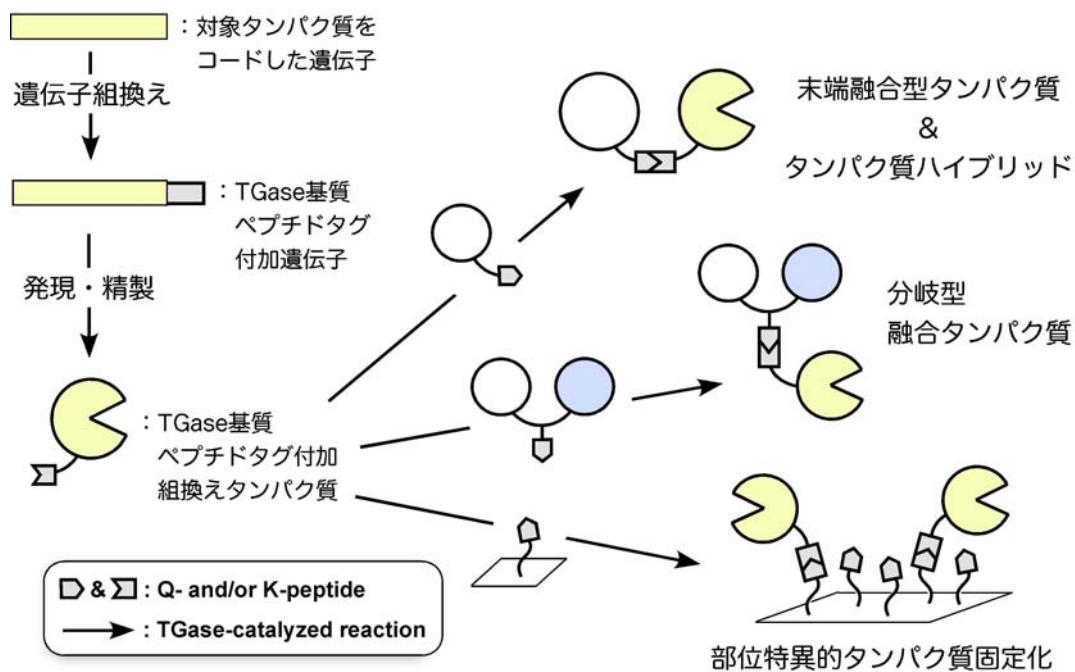 ：対象タンパク質を
コードした遺伝子
遺伝子組換え
：TGase基質
ペプチドタグ
付加遺伝子
発現・精製
：TGase基質
ペプチドタグ付加
組換えタンパク質
末端融合型タンパク質
&
タンパク質ハイブリッド
分岐型
融合タンパク質
部位特異的タンパク質固定化
& : Q- and/or K-peptide
: TGase-catalyzed reaction